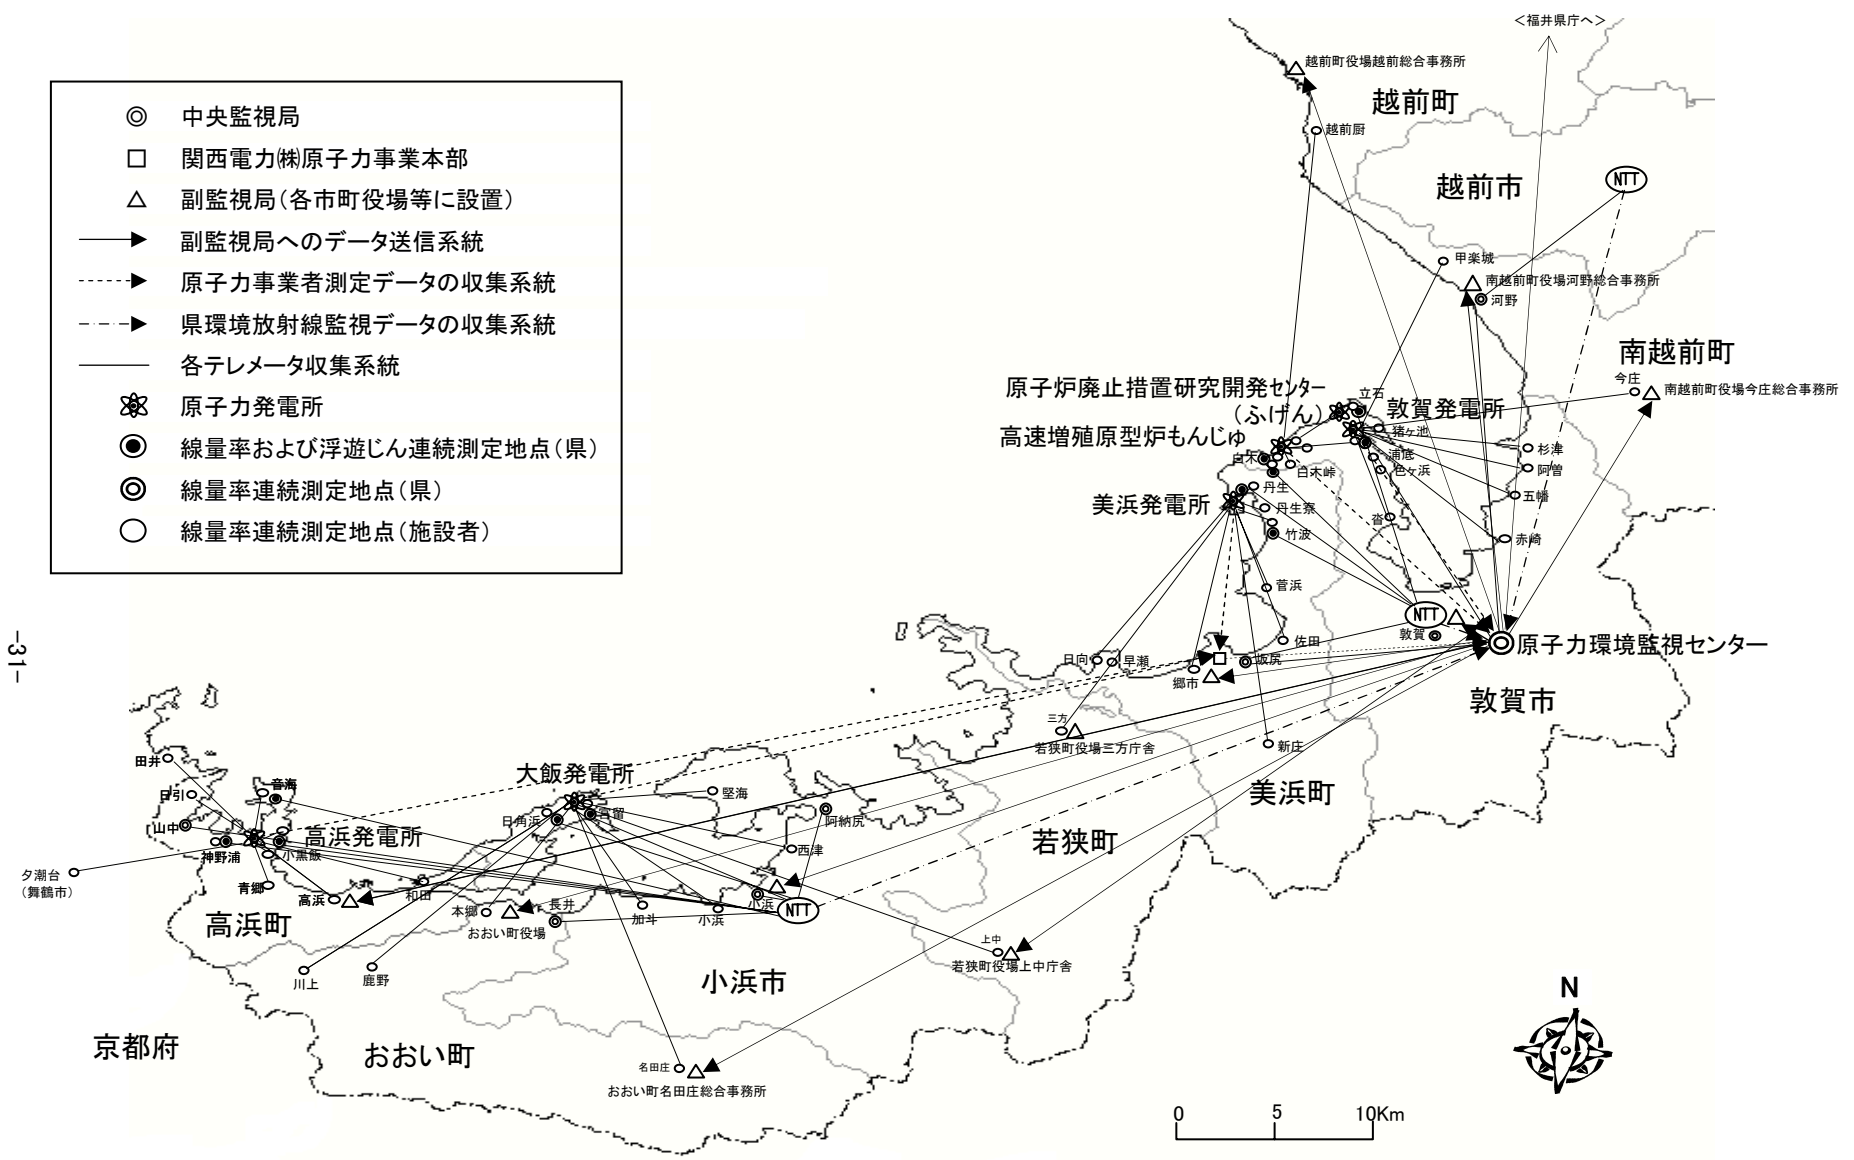 ＜福井県庁へ＞
越前町役場越前総合事務所
越前町
越前厨
越前市
NTT
甲楽城
南越前町役場河野総合事務所
河野
南越前町
今庄
南越前町役場今庄総合事務所
中央監視局
関西電力㈱原子力事業本部
副監視局(各市町役場等に設置)
副監視局へのデータ送信系統
原子力事業者測定データの収集系統
県環境放射線監視データの収集系統
各テレメータ収集系統
原子力発電所
線量率および浮遊じん連続測定地点(県)
線量率連続測定地点(県)
線量率連続測定地点(施設者)
原子炉廃止措置研究開発センター
(ふげん)
立石
敦賀発電所
高速増殖原型炉もんじゅ
猪ヶ池
杉津
浦底
白木
白木峠
色ヶ浜
阿曽
丹生
五幡
美浜発電所
丹生寮
沓
竹波
赤崎
菅浜
NTT
敦賀
佐田
原子力環境監視センター
日向
早瀬
坂尻
郷市
敦賀市
三方
若狭町役場三方庁舎
新庄
美浜町
田井
大飯発電所
音海
日引
堅海
宮留
日角浜
阿納尻
山中
高浜発電所
若狭町
西津
神野浦
小黒飯
夕潮台
(舞鶴市)
青郷
和田
高浜
小浜
NTT
本郷
長井
加斗
小浜
高浜町
おおい町役場
上中
若狭町役場上中庁舎
川上
鹿野
小浜市
京都府
おおい町
名田庄
おおい町名田庄総合事務所
N
0 5 10Km
-31-